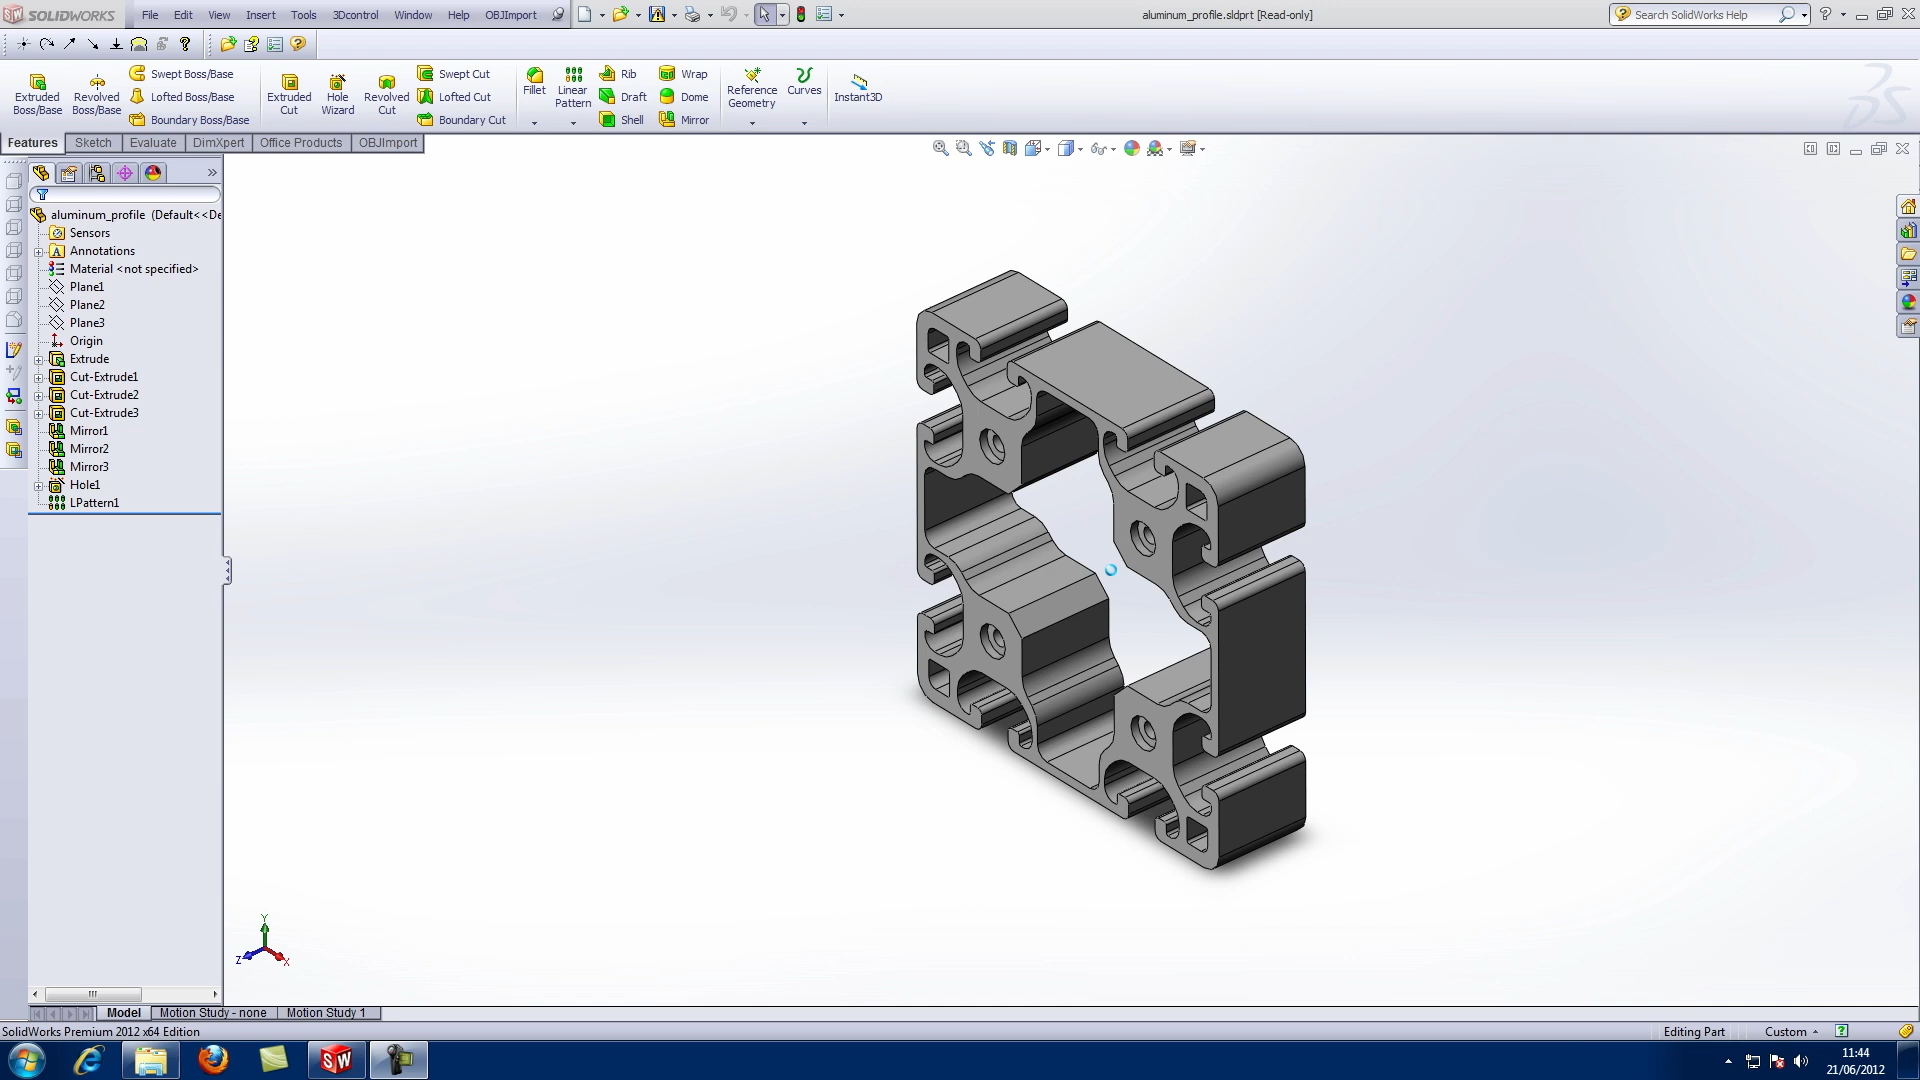 SOLIDWORKS File Edit View Insert Tools 3Dcontrol Window Help OBJImport aluminum_profile.sldprt [Read-only] Search SolidWorks Help
Extruded Boss/Base
Revolved Boss/Base
Swept Boss/Base
Lofted Boss/Base
Boundary Boss/Base
Extruded Cut
Hole Wizard
Revolved Cut
Swept Cut
Lofted Cut
Boundary Cut
Fillet
Linear Pattern
Rib
Draft
Shell
Wrap
Dome
Mirror
Reference Geometry
Curves
Instant3D
Features Sketch Evaluate DimXpert Office Products OBJImport
aluminum_profile (Default<<De
Sensors
Annotations
Material <not specified>
Plane1
Plane2
Plane3
Origin
Extrude
Cut-Extrude1
Cut-Extrude2
Cut-Extrude3
Mirror1
Mirror2
Mirror3
Hole1
LPattern1
Y
Z X
Model Motion Study - none Motion Study 1
SolidWorks Premium 2012 x64 Edition Editing Part Custom
SW
11:44
21/06/2012